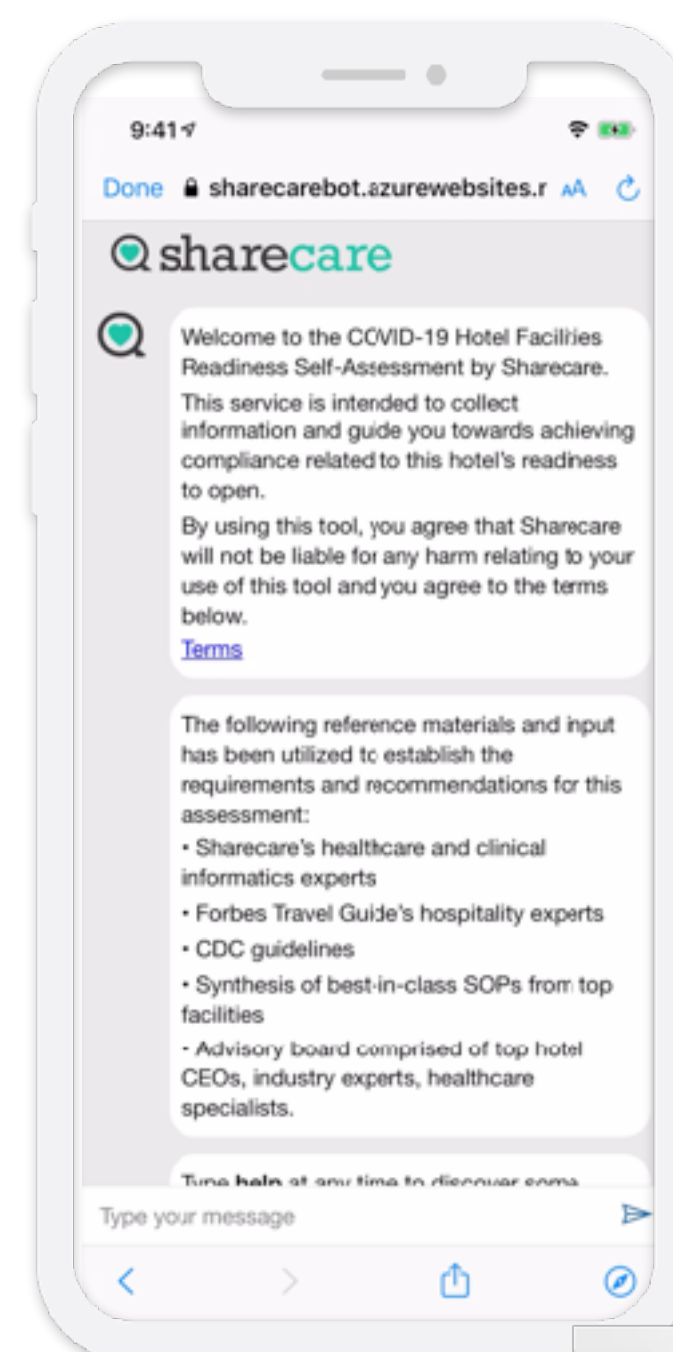 9:41
Done sharecarebot.azurewebsites.r AA
sharecare
Welcome to the COVID-19 Hotel Facilities
Readiness Self-Assessment by Sharecare.
This service is intended to collect
information and guide you towards achieving
compliance related to this hotel's readiness
to open.
By using this tool, you agree that Sharecare
will not be liable for any harm relating to your
use of this tool and you agree to the terms
below.
Terms
The following reference materials and input
has been utilized to establish the
requirements and recommendations for this
assessment:
• Sharecare's healthcare and clinical
informatics experts
• Forbes Travel Guide's hospitality experts
• CDC guidelines
• Synthesis of best-in-class SOPs from top
facilities
• Advisory board comprised of top hotel
CEOs, industry experts, healthcare
specialists.
Type help at any time to discover some
Type your message